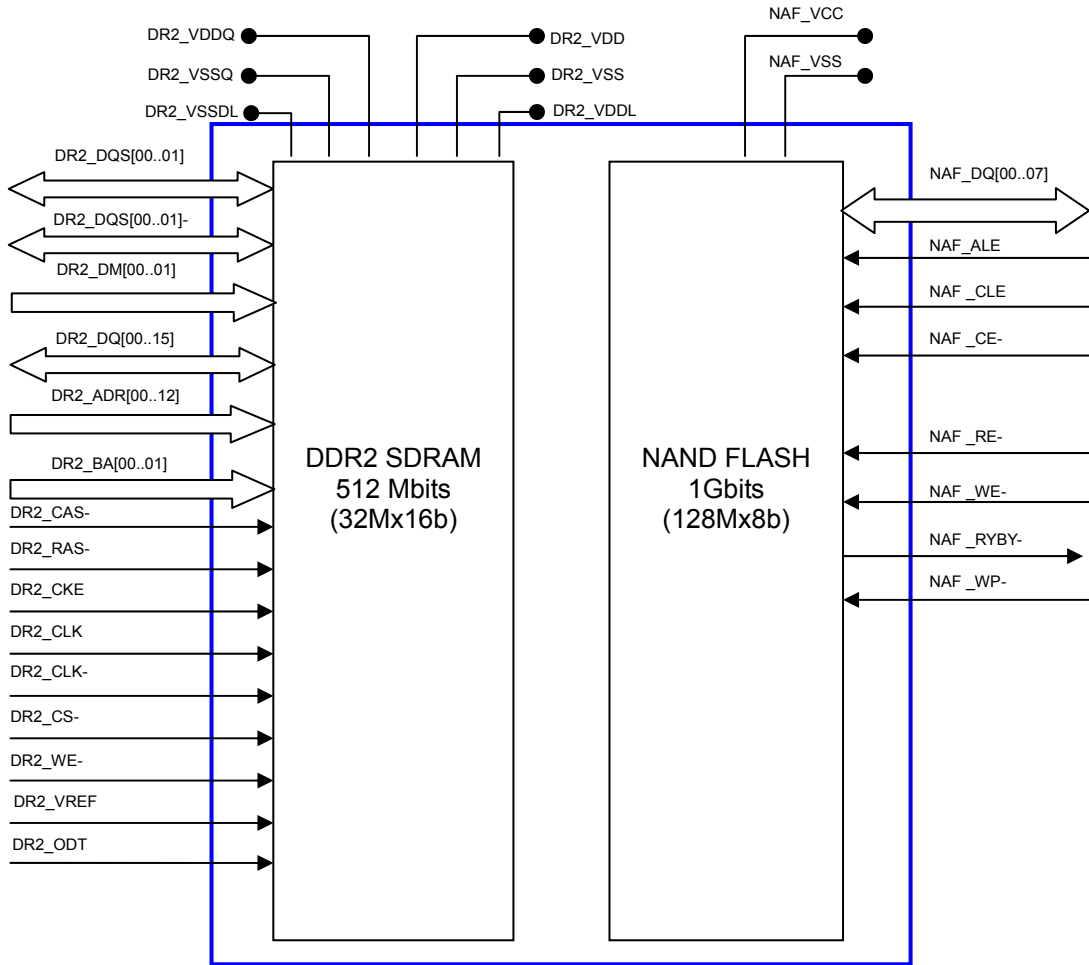 NAF_VCC
DR2_VDDQ
DR2_VDD
DR2_VSSQ
DR2_VSS
NAF_VSS
DR2_VSSDL
DR2_VDDL
DR2_DQS[00..01]
DR2_DQS[00..01]-
DR2_DM[00..01]
DR2_DQ[00..15]
DR2_ADR[00..12]
DR2_BA[00..01]
DR2_CAS-
DR2_RAS-
DR2_CKE
DR2_CLK
DR2_CLK-
DR2_CS-
DR2_WE-
DR2_VREF
DR2_ODT
DDR2 SDRAM
512 Mbits
(32Mx16b)
NAND FLASH
1Gbits
(128Mx8b)
NAF_DQ[00..07]
NAF_ALE
NAF _CLE
NAF _CE-
NAF _RE-
NAF _WE-
NAF _RYBY-
NAF _WP-